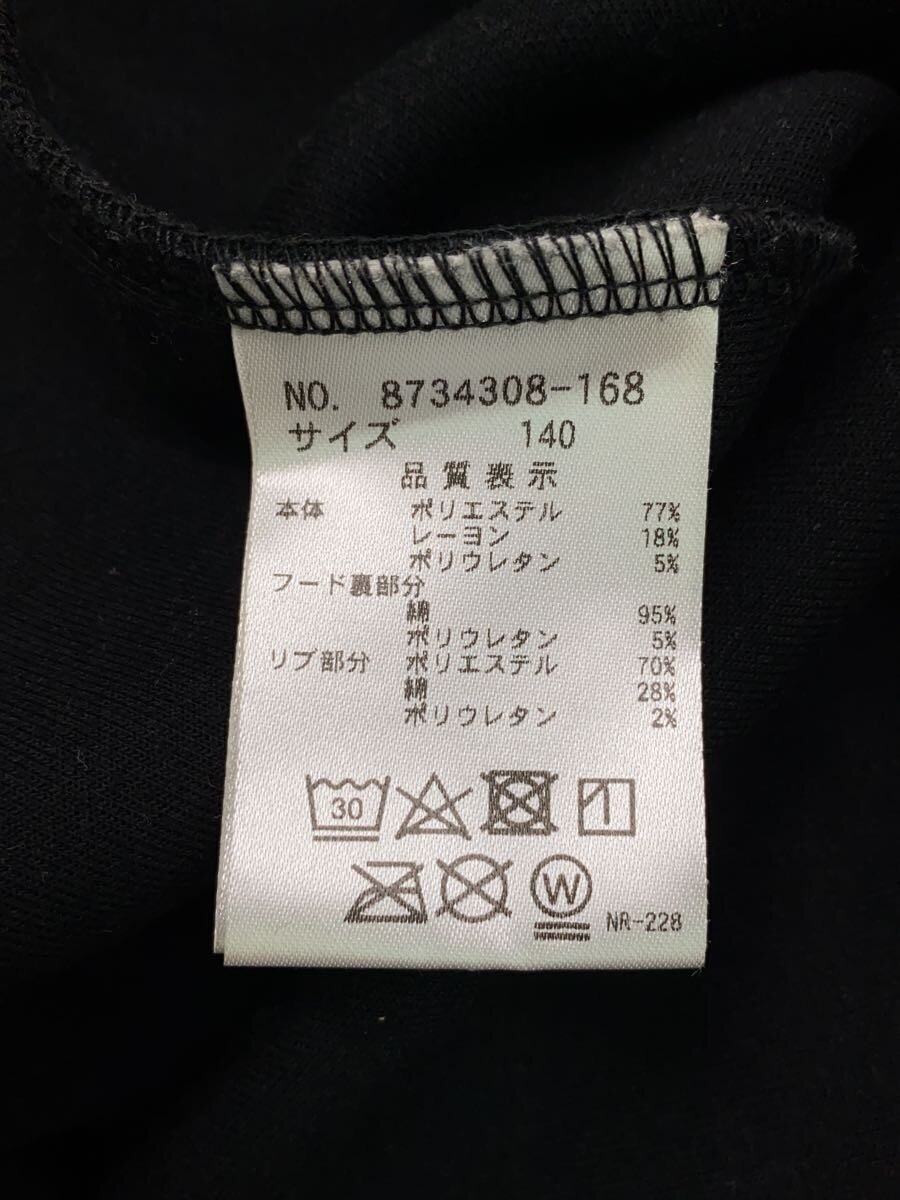 NO. 8734308-168
サイズ 140
品質表示
本体 ポリエステル 77%
レーヨン 18%
ポリウレタン 5%
フード裏部分
綿 95%
ポリウレタン 5%
リブ部分 ポリエステル 70%
綿 28%
ポリウレタン 2%
30
W NR-228